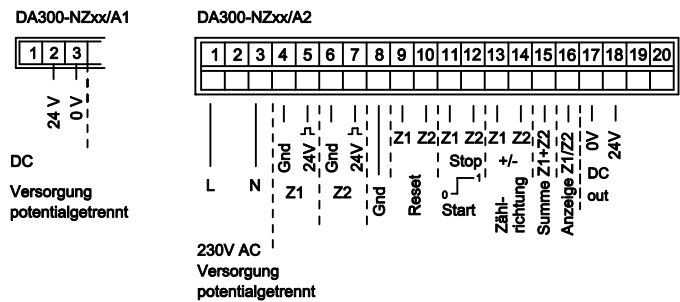 DA300-NZxx/A1
1 2 3
24 V
0 V
DC
Versorgung
potentialgetrennt
DA300-NZxx/A2
1 2 3 4 5 6 7 8 9 10 11 12 13 14 15 16 17 18 19 20
L
N
Gnd
24V
Z1
Gnd
24V
Z2
Gnd
Z1 Z2
Reset
Z1 Z2
Stop
0 1
Start
Z1 Z2
+/-
Zähl-
richtung
Summe Z1+Z2
Anzeige Z1/Z2
0V
24V
DC
out
230V AC
Versorgung
potentialgetrennt